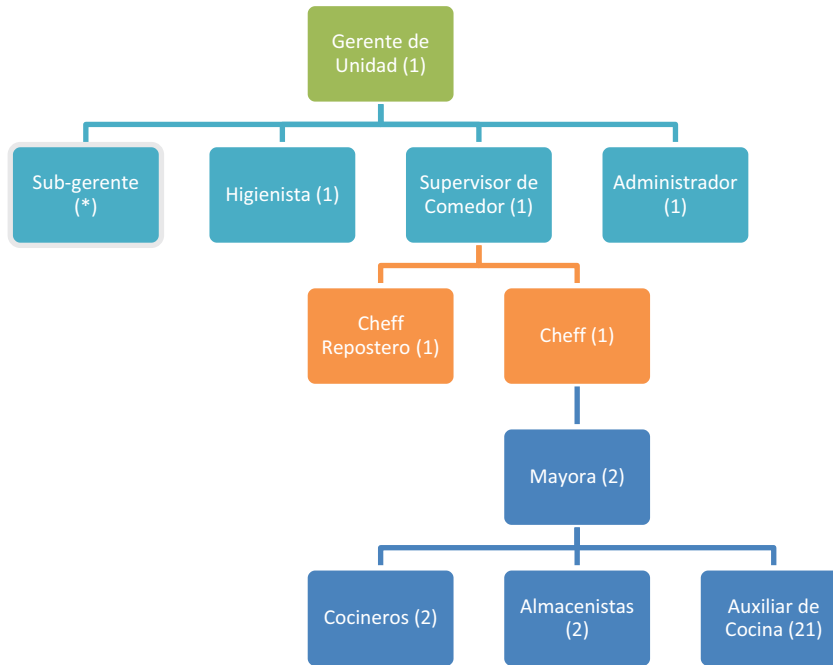 Gerente de
Unidad (1)
Sub-gerente
(*)
Higienista (1)
Supervisor de
Comedor (1)
Administrador
(1)
Cheff
Repostero (1)
Cheff (1)
Mayora (2)
Cocineros (2)
Almacenistas
(2)
Auxiliar de
Cocina (21)